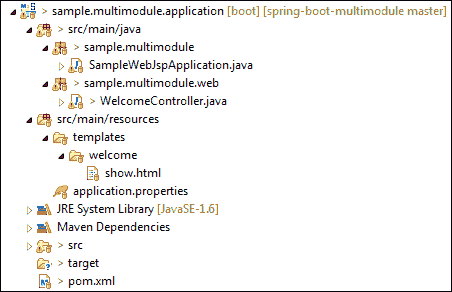 > sample.multimodule.application [boot] [spring-boot-multimodule master]
> src/main/java
> sample.multimodule
> SampleWebJspApplication.java
> sample.multimodule.web
> WelcomeController.java
src/main/resources
templates
welcome
show.html
application.properties
JRE System Library [JavaSE-1.6]
Maven Dependencies
> src
> target
> pom.xml